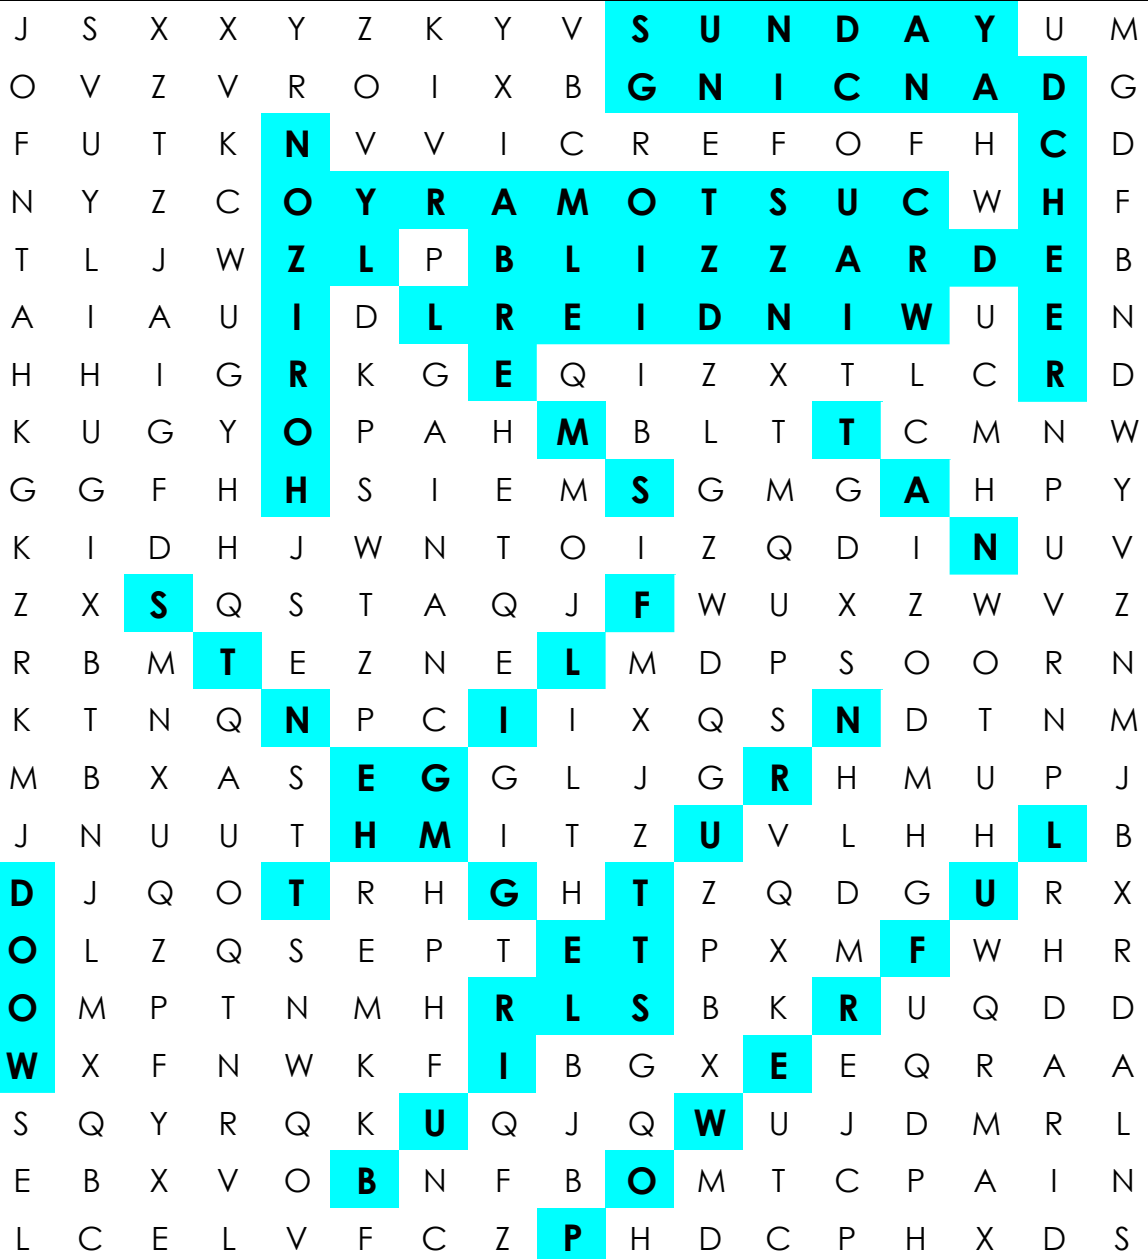 J S X X Y Z K Y V S U N D A Y U M
O V Z V R O I X B G N I C N A D G
F U T K N V V I C R E F O F H C D
N Y Z C O Y R A M O T S U C W H F
T L J W Z L P B L I Z Z A R D E B
A I A U I D L R E I D N I W U E N
H H I G R K G E Q I Z X T L C R D
K U G Y O P A H M B L T T C M N W
G G F H H S I E M S G M G A H P Y
K I D H J W N T O I Z Q D I N U V
Z X S Q S T A Q J F W U X Z W V Z
R B M T E Z N E L M D P S O O R N
K T N Q N P C I I X Q S N D T N M
M B X A S E G G L J G R H M U P J
J N U U T H M I T Z U V L H H L B
D J Q O T R H G H T Z Q D G U R X
O L Z Q S E P T E T P X M F W H R
O M P T N M H R L S B K R U Q D D
W X F N W K F I B G X E E Q R A A
S Q Y R Q K U Q J Q W U J D M R L
E B X V O B N F B O M T C P A I N
L C E L V F C Z P H D C P H X D S